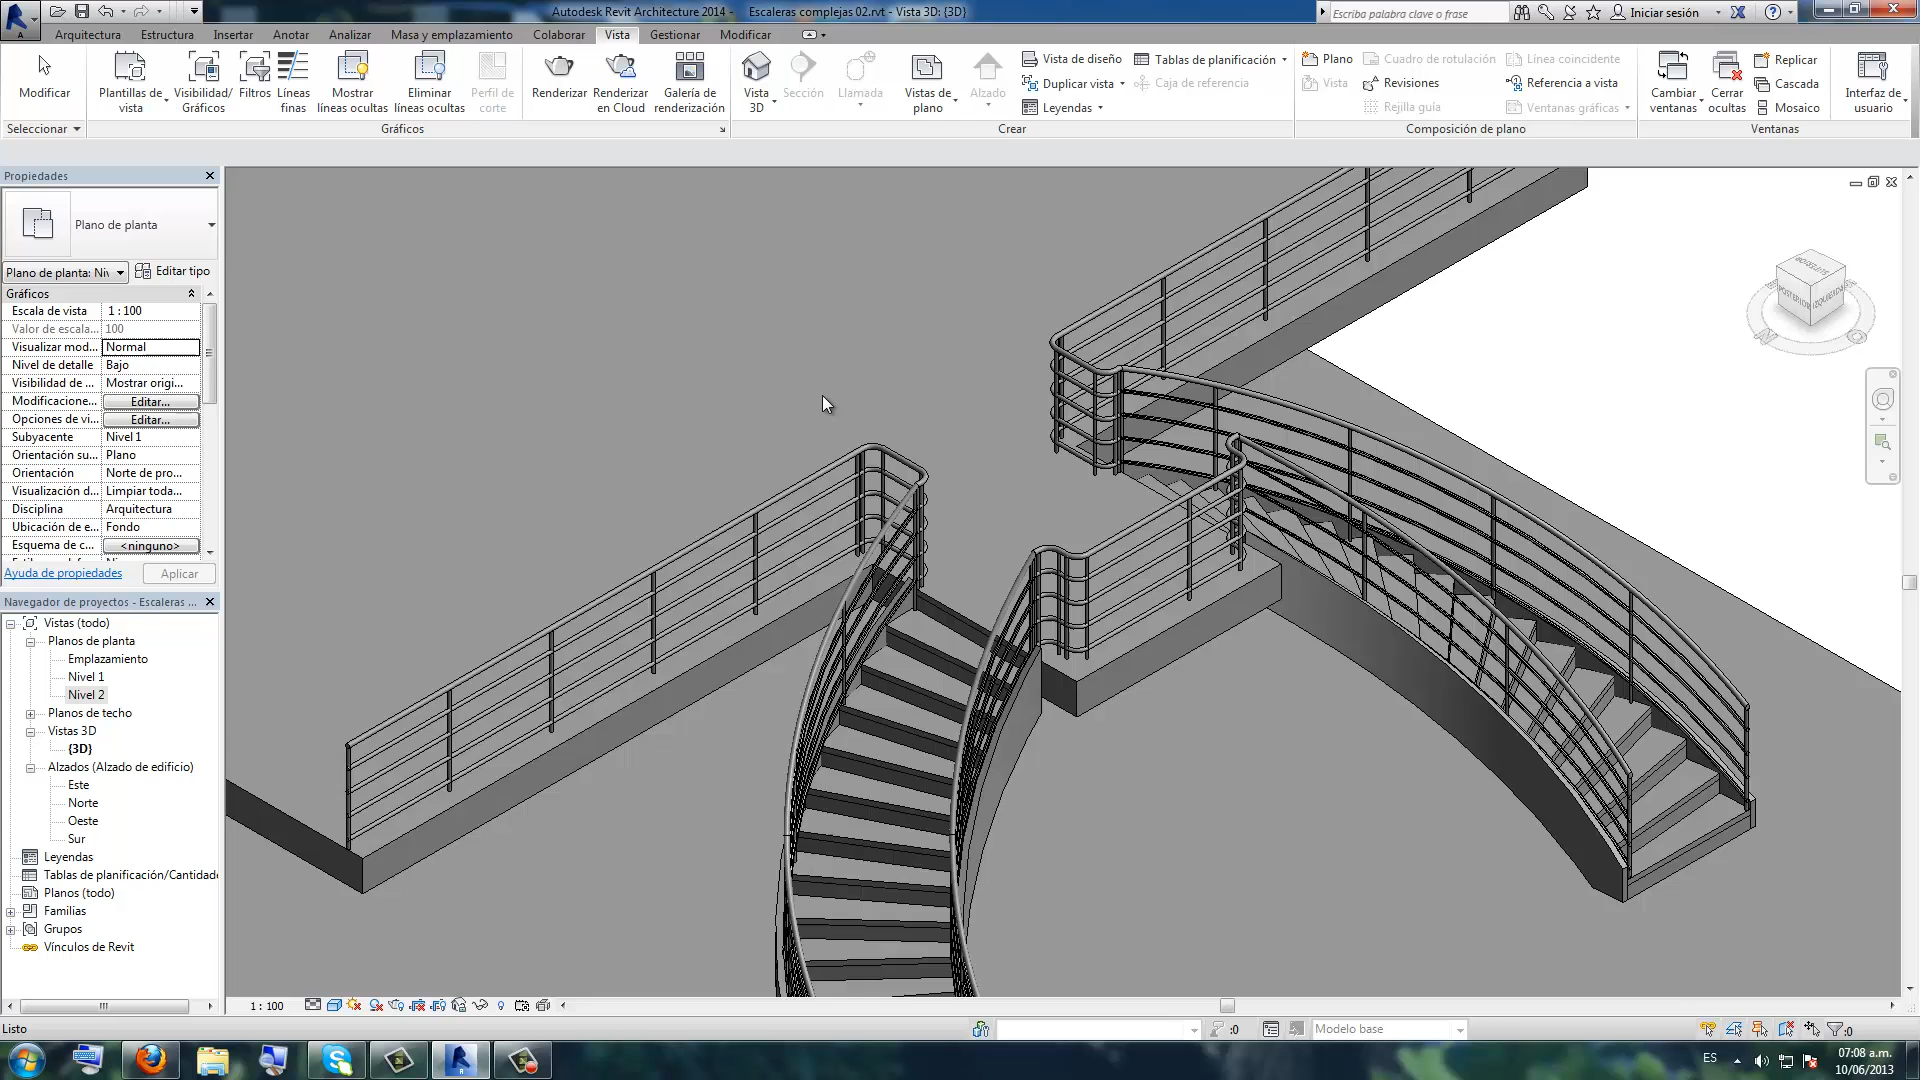 Autodesk Revit Architecture 2014 - Escaleras complejas 02.rvt - Vista 3D: {3D}
Escriba palabra clave o frase
Iniciar sesión
Arquitectura Estructura Insertar Anotar Analizar Masa y emplazamiento Colaborar Vista Gestionar Modificar
Modificar
Plantillas de vista
Visibilidad/ Gráficos
Filtros
Líneas finas
Mostrar líneas ocultas
Eliminar líneas ocultas
Perfil de corte
Renderizar
Renderizar en Cloud
Galería de renderización
Vista 3D
Sección
Llamada
Vistas de plano
Alzado
Vista de diseño
Duplicar vista
Leyendas
Tablas de planificación
Caja de referencia
Plano
Vista
Cuadro de rotulación
Revisiones
Rejilla guía
Línea coincidente
Referencia a vista
Ventanas gráficas
Cambiar ventanas
Cerrar ocultas
Replicar
Cascada
Mosaico
Interfaz de usuario
Seleccionar Gráficos Crear Composición de plano Ventanas
Propiedades
Plano de planta
Plano de planta: Niv Editar tipo
Gráficos
Escala de vista 1 : 100
Valor de escala... 100
Visualizar mod... Normal
Nivel de detalle Bajo
Visibilidad de ... Mostrar origi...
Modificacione... Editar...
Opciones de vi... Editar...
Subyacente Nivel 1
Orientación su... Plano
Orientación Norte de pro...
Visualización d... Limpiar toda...
Disciplina Arquitectura
Ubicación de e... Fondo
Esquema de c... <ninguno>
Ayuda de propiedades Aplicar
Navegador de proyectos - Escaleras ...
Vistas (todo)
Planos de planta
Emplazamiento
Nivel 1
Nivel 2
Planos de techo
Vistas 3D
{3D}
Alzados (Alzado de edificio)
Este
Norte
Oeste
Sur
Leyendas
Tablas de planificación/Cantidade
Planos (todo)
Familias
Grupos
Vínculos de Revit
SUPERIOR
POSTERIOR
IZQUIERDA
1 : 100
Listo
:0
Modelo base
:0
ES
07:08 a.m.
10/06/2013